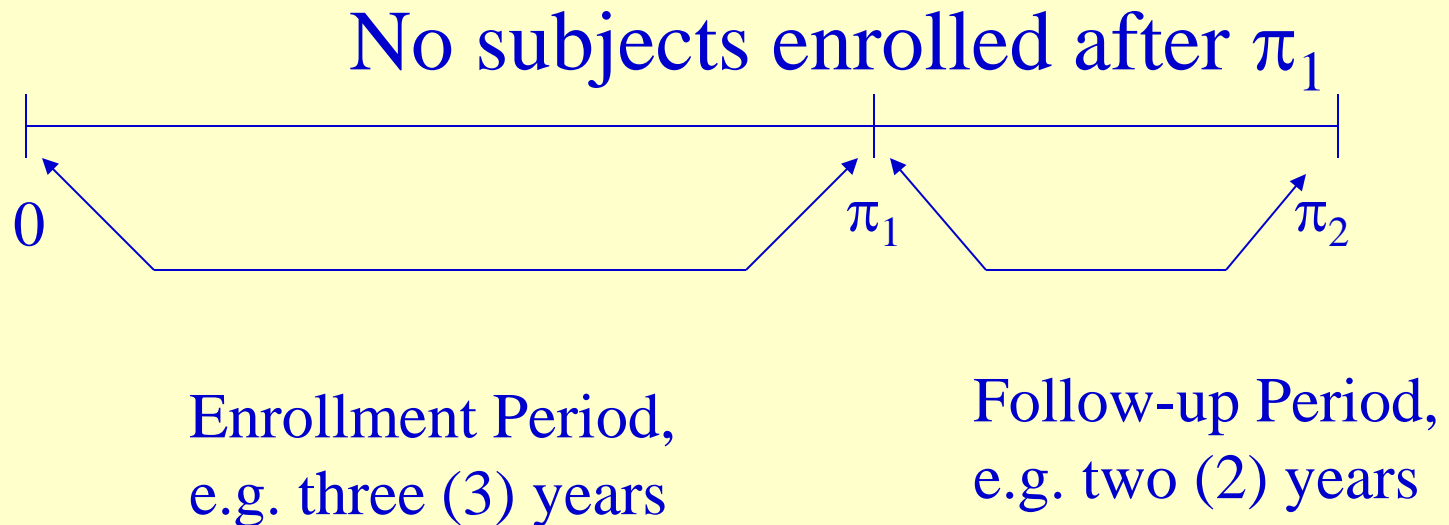 No subjects enrolled after π₁
0
π₁
π₂
Enrollment Period,
e.g. three (3) years
Follow-up Period,
e.g. two (2) years